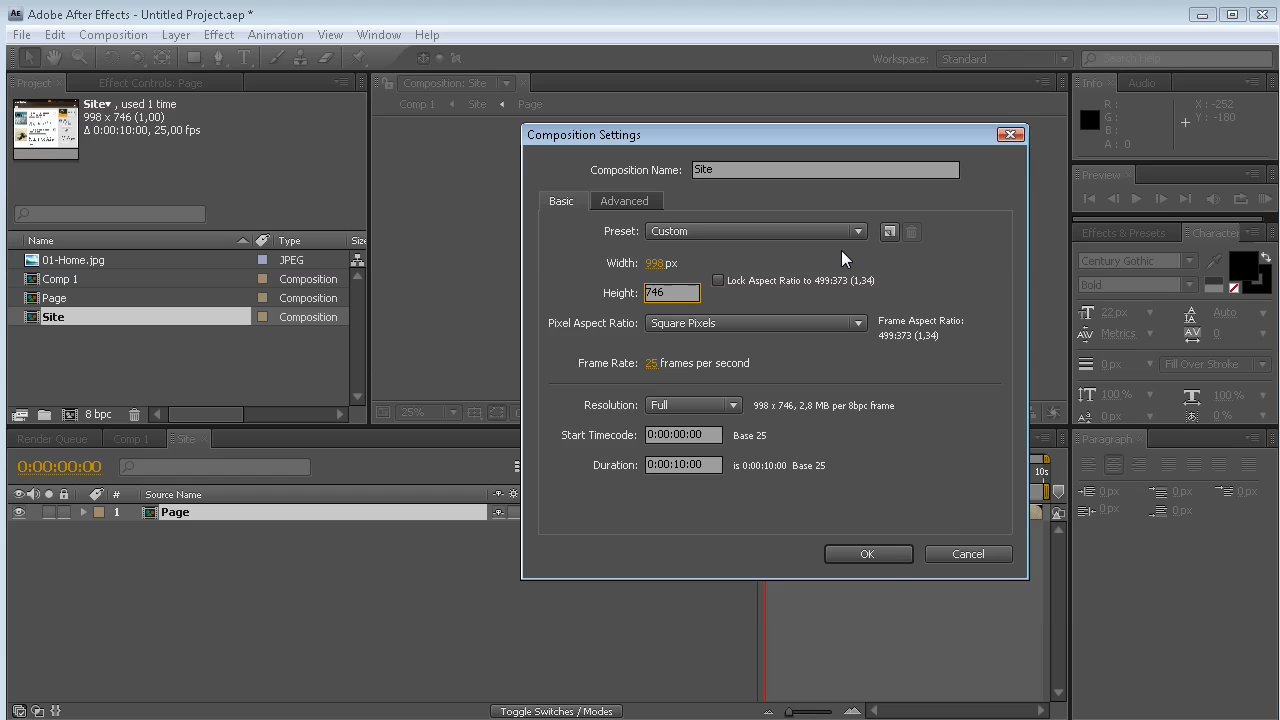 Adobe After Effects - Untitled Project.aep *
File Edit Composition Layer Effect Animation View Window Help
Workspace: Standard Search Help
Project Effect Controls: Page Composition: Site Info Audio
Site▾ , used 1 time
998 x 746 (1,00)
Δ 0:00:10:00, 25,00 fps
Comp 1 Site Page
R : X : -252
G : Y : -180
B :
A : 0
Composition Settings
Composition Name: Site
Basic Advanced
Preset: Custom
Width: 998 px
Lock Aspect Ratio to 499:373 (1,34)
Height: 746
Pixel Aspect Ratio: Square Pixels
Frame Aspect Ratio:
499:373 (1,34)
Frame Rate: 25 frames per second
Resolution: Full 998 x 746, 2,8 MB per 8bpc frame
Start Timecode: 0:00:00:00 Base 25
Duration: 0:00:10:00 is 0:00:10:00 Base 25
OK Cancel
Name Type Size
01-Home.jpg JPEG
Comp 1 Composition
Page Composition
Site Composition
8 bpc
25%
Preview
Effects & Presets Character
Century Gothic
Bold
22 px Auto
Metrics 0
0 px Fill Over Stroke
100 % 100 %
0 px 0 %
Render Queue Comp 1 Site
0:00:00:00
# Source Name
1 Page
10s
Paragraph
0 px 0 px 0 px
0 px 0 px
Toggle Switches / Modes